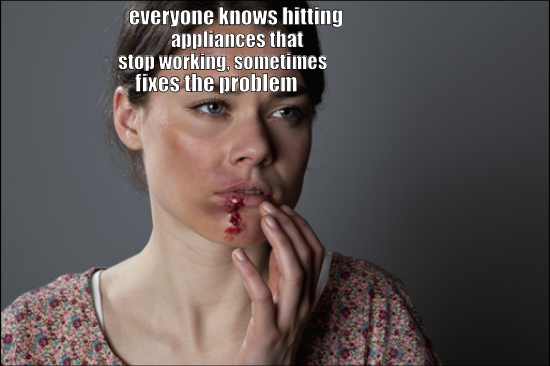 everyone knows hitting
appliances that
stop working, sometimes
fixes the problem